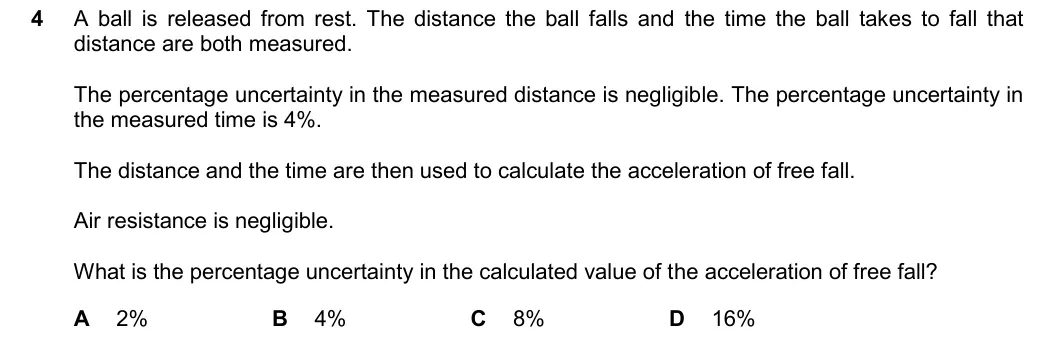 4 A ball is released from rest. The distance the ball falls and the time the ball takes to fall that
distance are both measured.
The percentage uncertainty in the measured distance is negligible. The percentage uncertainty in
the measured time is 4%.
The distance and the time are then used to calculate the acceleration of free fall.
Air resistance is negligible.
What is the percentage uncertainty in the calculated value of the acceleration of free fall?
A 2% B 4% C 8% D 16%